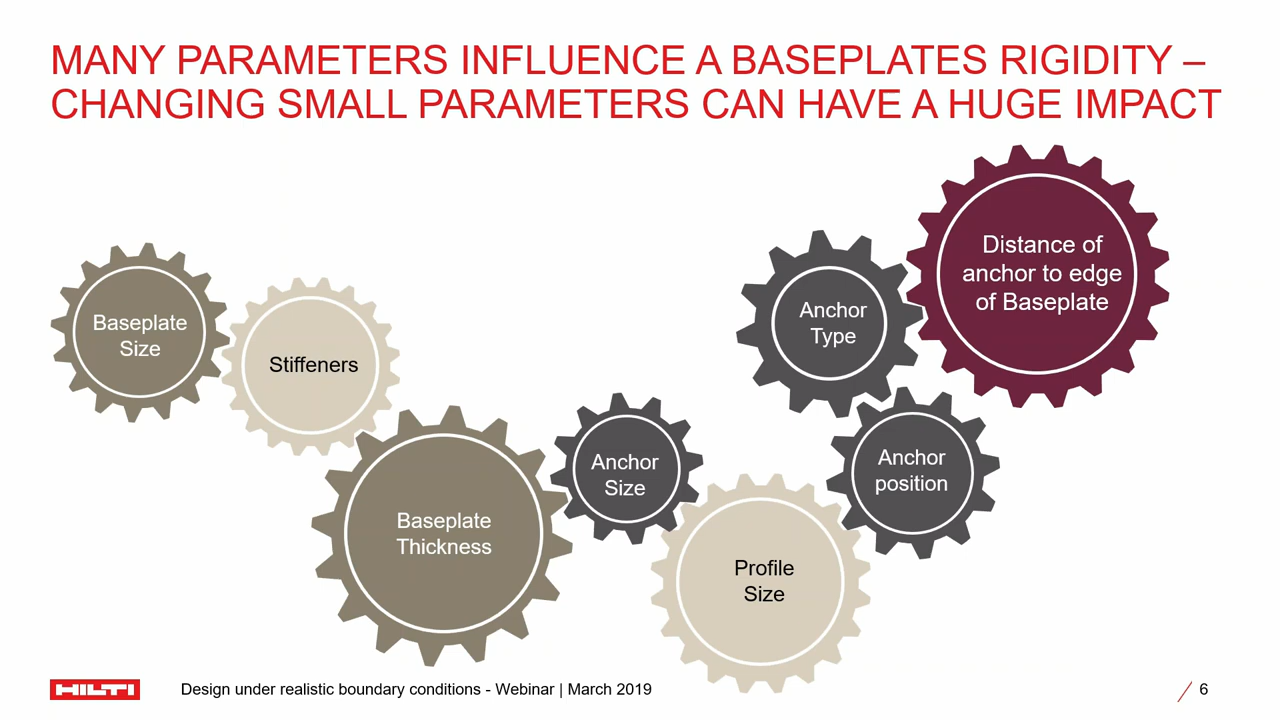 MANY PARAMETERS INFLUENCE A BASEPLATES RIGIDITY –
CHANGING SMALL PARAMETERS CAN HAVE A HUGE IMPACT
Baseplate
Size
Stiffeners
Baseplate
Thickness
Anchor
Size
Profile
Size
Anchor
Type
Anchor
position
Distance of
anchor to edge
of Baseplate
HILTI
Design under realistic boundary conditions - Webinar | March 2019
6